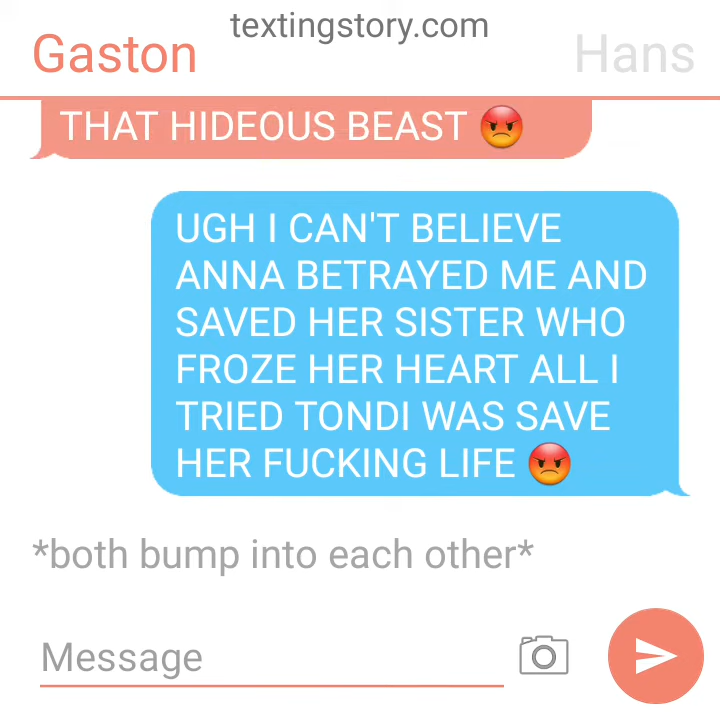 textingstory.com
Gaston
Hans
THAT HIDEOUS BEAST 😡
UGH I CAN'T BELIEVE
ANNA BETRAYED ME AND
SAVED HER SISTER WHO
FROZE HER HEART ALL I
TRIED TONDI WAS SAVE
HER FUCKING LIFE 😡
*both bump into each other*
Message